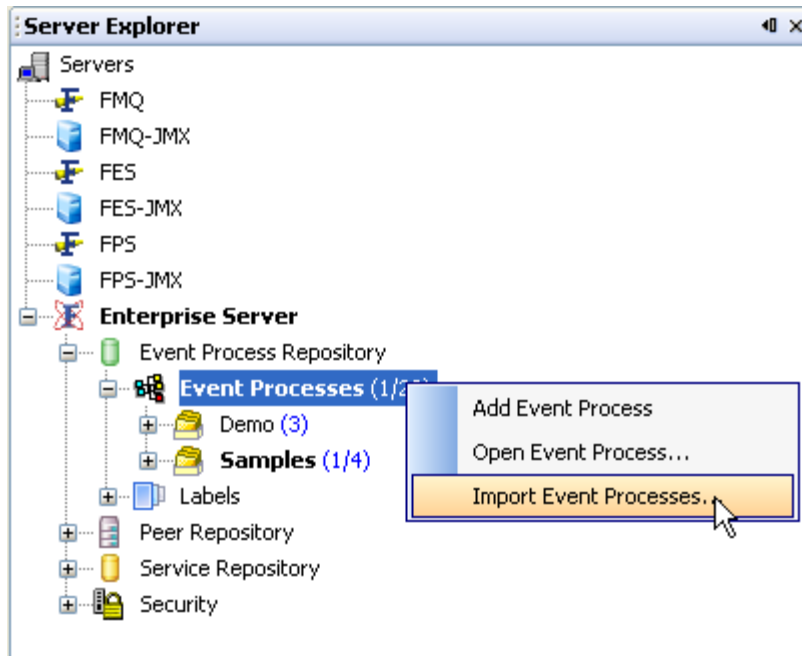 Server Explorer
Servers
FMQ
FMQ-JMX
FES
FES-JMX
FPS
FPS-JMX
Enterprise Server
Event Process Repository
Event Processes
Add Event Process
Demo (3)
Open Event Process...
Samples (1/4)
Import Event Processes...
Labels
Peer Repository
Service Repository
Security